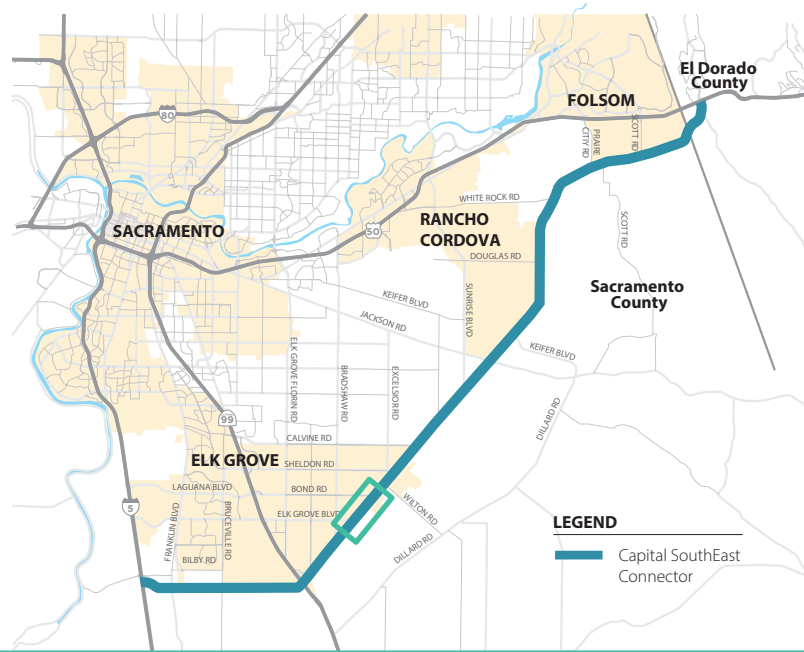 El Dorado
County
FOLSOM
80
PRAIRE
CITY RD
SCOTT RD
WHITE ROCK RD
RANCHO
CORDOVA
SACRAMENTO
50
SCOTT RD
DOUGLAS RD
Sacramento
County
KEIFER BLVD
SUNRISE BLVD
JACKSON RD
KEIFER BLVD
ELK GROVE FLORIN RD
BRADSHAW RD
EXCELSIOR RD
DILLARD RD
99
CALVINE RD
ELK GROVE
SHELDON RD
LAGUANA BLVD
BOND RD
WILTON RD
5
FRANKLIN BLVD
BRUCEVILLE RD
ELK GROVE BLVD
DILLARD RD
BILBY RD
LEGEND
Capital SouthEast
Connector